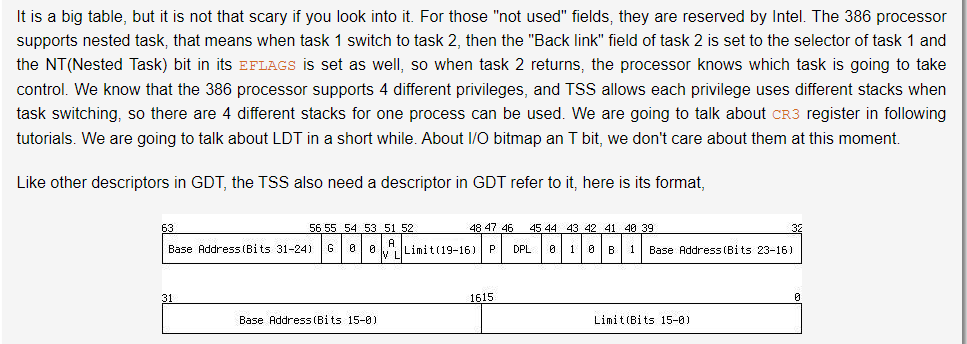 It is a big table, but it is not that scary if you look into it. For those "not used" fields, they are reserved by Intel. The 386 processor
supports nested task, that means when task 1 switch to task 2, then the "Back link" field of task 2 is set to the selector of task 1 and
the NT(Nested Task) bit in its EFLAGS is set as well, so when task 2 returns, the processor knows which task is going to take
control. We know that the 386 processor supports 4 different privileges, and TSS allows each privilege uses different stacks when
task switching, so there are 4 different stacks for one process can be used. We are going to talk about CR3 register in following
tutorials. We are going to talk about LDT in a short while. About I/O bitmap an T bit, we don't care about them at this moment.
Like other descriptors in GDT, the TSS also need a descriptor in GDT refer to it, here is its format,
63 56 55 54 53 51 52 48 47 46 45 44 43 42 41 40 39 32
Base Address(Bits 31-24) G 0 0 AVL Limit(19-16) P DPL 0 1 0 B 1 Base Address(Bits 23-16)
31 16 15 0
Base Address(Bits 15-0) Limit(Bits 15-0)